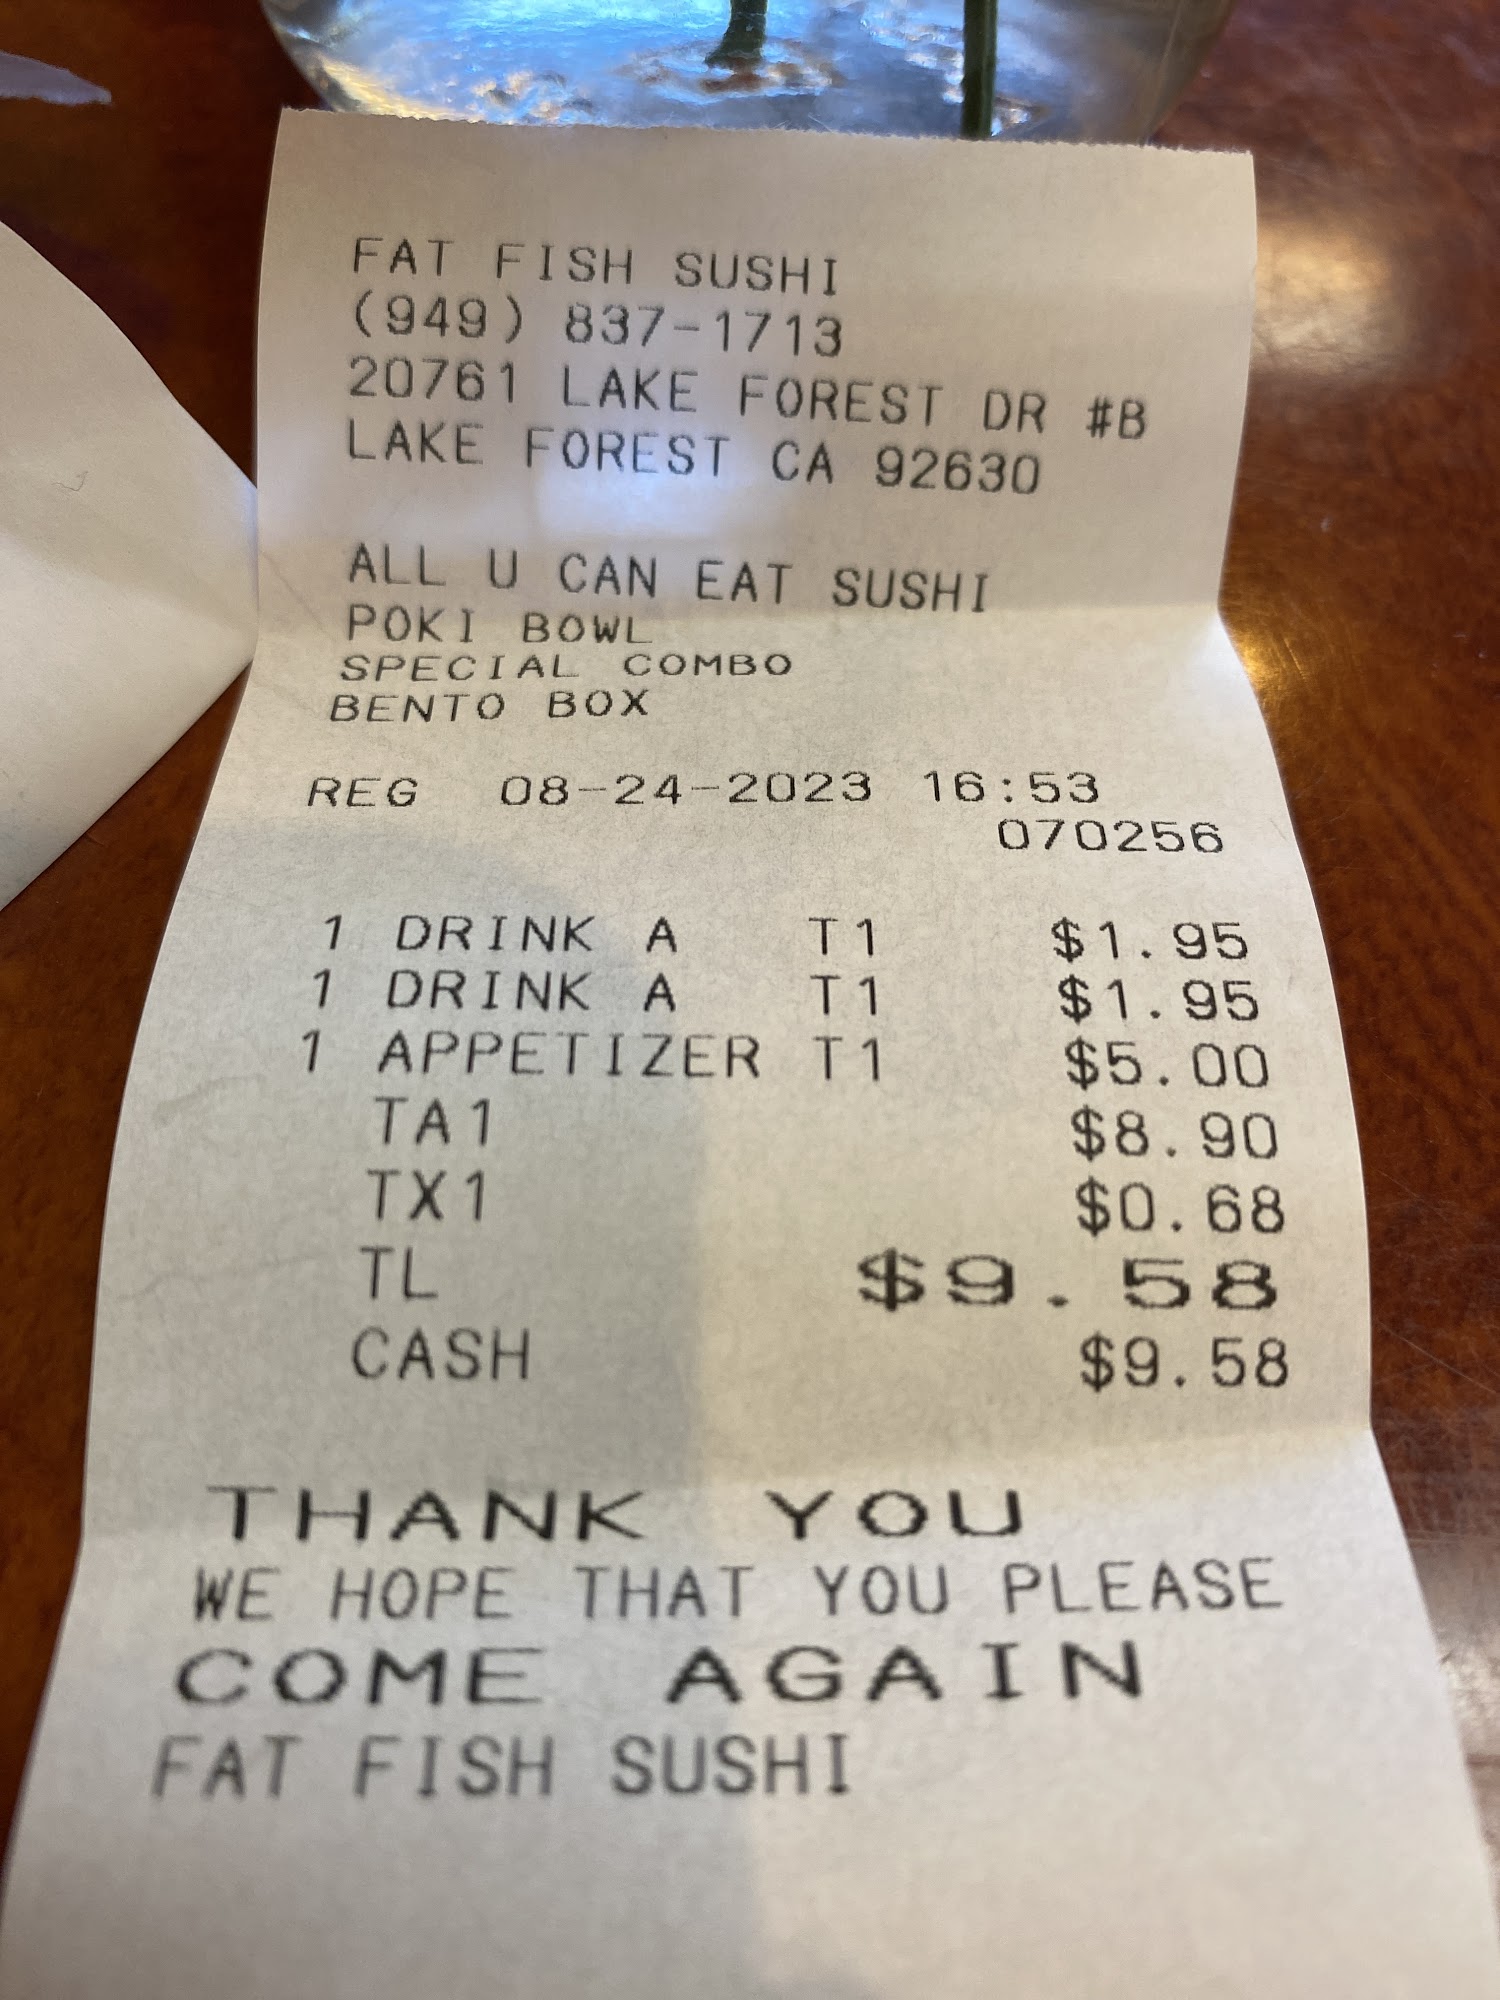 FAT FISH SUSHI
(949) 837-1713
20761 LAKE FOREST DR #B
LAKE FOREST CA 92630
ALL U CAN EAT SUSHI
POKI BOWL
SPECIAL COMBO
BENTO BOX
REG 08-24-2023 16:53
070256
1 DRINK A T1 $1.95
1 DRINK A T1 $1.95
1 APPETIZER T1 $5.00
TA1 $8.90
TX1 $0.68
TL $9.58
CASH $9.58
THANK YOU
WE HOPE THAT YOU PLEASE
COME AGAIN
FAT FISH SUSHI